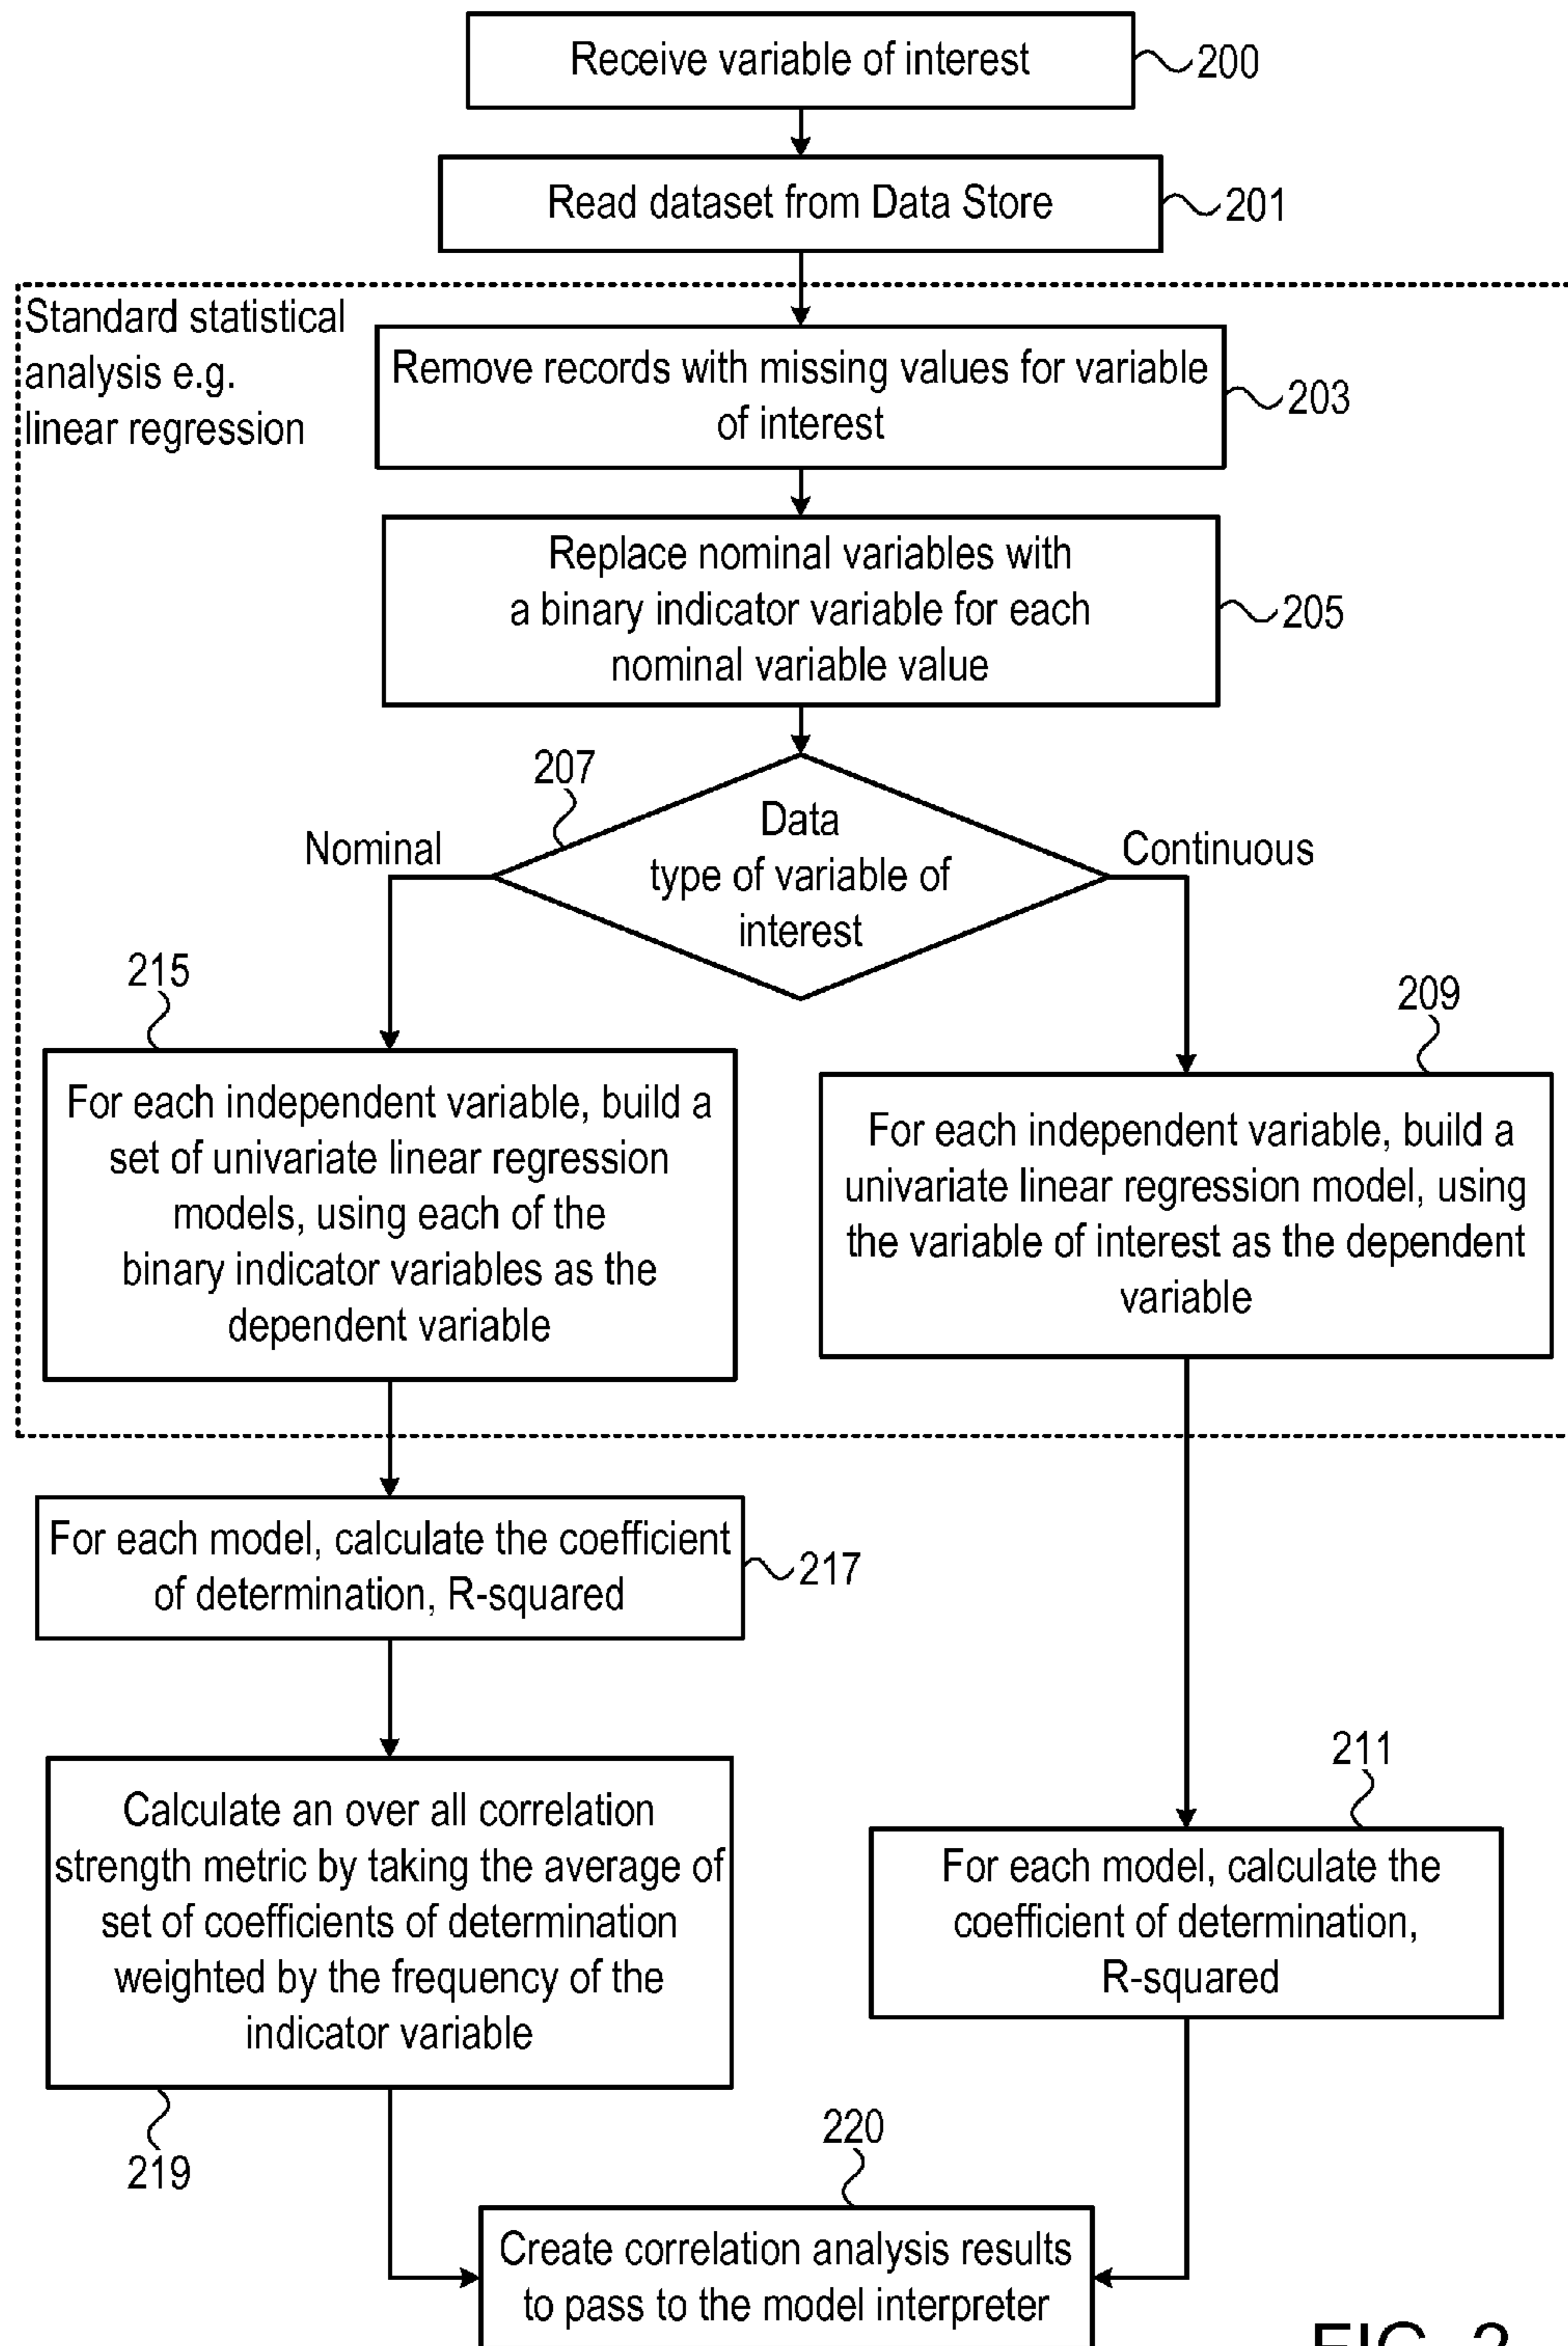 Receive variable of interest
200
Read dataset from Data Store
201
Standard statistical
analysis e.g.
linear regression
Remove records with missing values for variable
of interest
203
Replace nominal variables with
a binary indicator variable for each
nominal variable value
205
207
Data
type of variable of
interest
Nominal
Continuous
215
For each independent variable, build a
set of univariate linear regression
models, using each of the
binary indicator variables as the
dependent variable
209
For each independent variable, build a
univariate linear regression model, using
the variable of interest as the dependent
variable
For each model, calculate the coefficient
of determination, R-squared
217
Calculate an over all correlation
strength metric by taking the average of
set of coefficients of determination
weighted by the frequency of the
indicator variable
219
211
For each model, calculate the
coefficient of determination,
R-squared
220
Create correlation analysis results
to pass to the model interpreter
FIG. 2